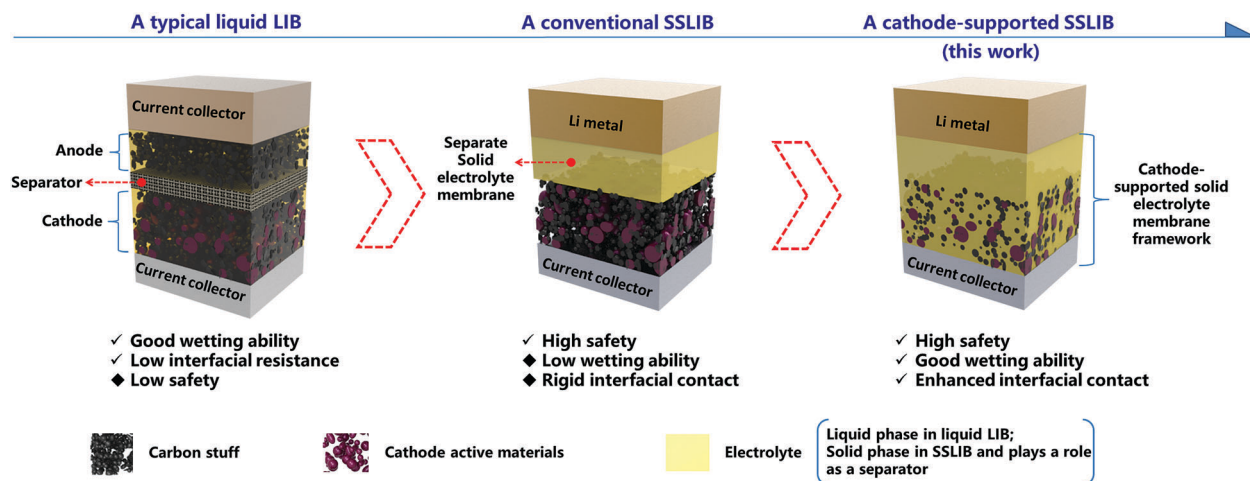 A typical liquid LIB
A conventional SSLIB
A cathode-supported SSLIB
(this work)
Current collector
Anode
Separator
Cathode
Current collector
Li metal
Separate
Solid
electrolyte
membrane
Current collector
Li metal
Current collector
Cathode-
supported solid
electrolyte
membrane
framework
✓ Good wetting ability
✓ Low interfacial resistance
◆ Low safety
✓ High safety
◆ Low wetting ability
◆ Rigid interfacial contact
✓ High safety
✓ Good wetting ability
✓ Enhanced interfacial contact
Carbon stuff
Cathode active materials
Electrolyte
Liquid phase in liquid LIB;
Solid phase in SSLIB and plays a role
as a separator